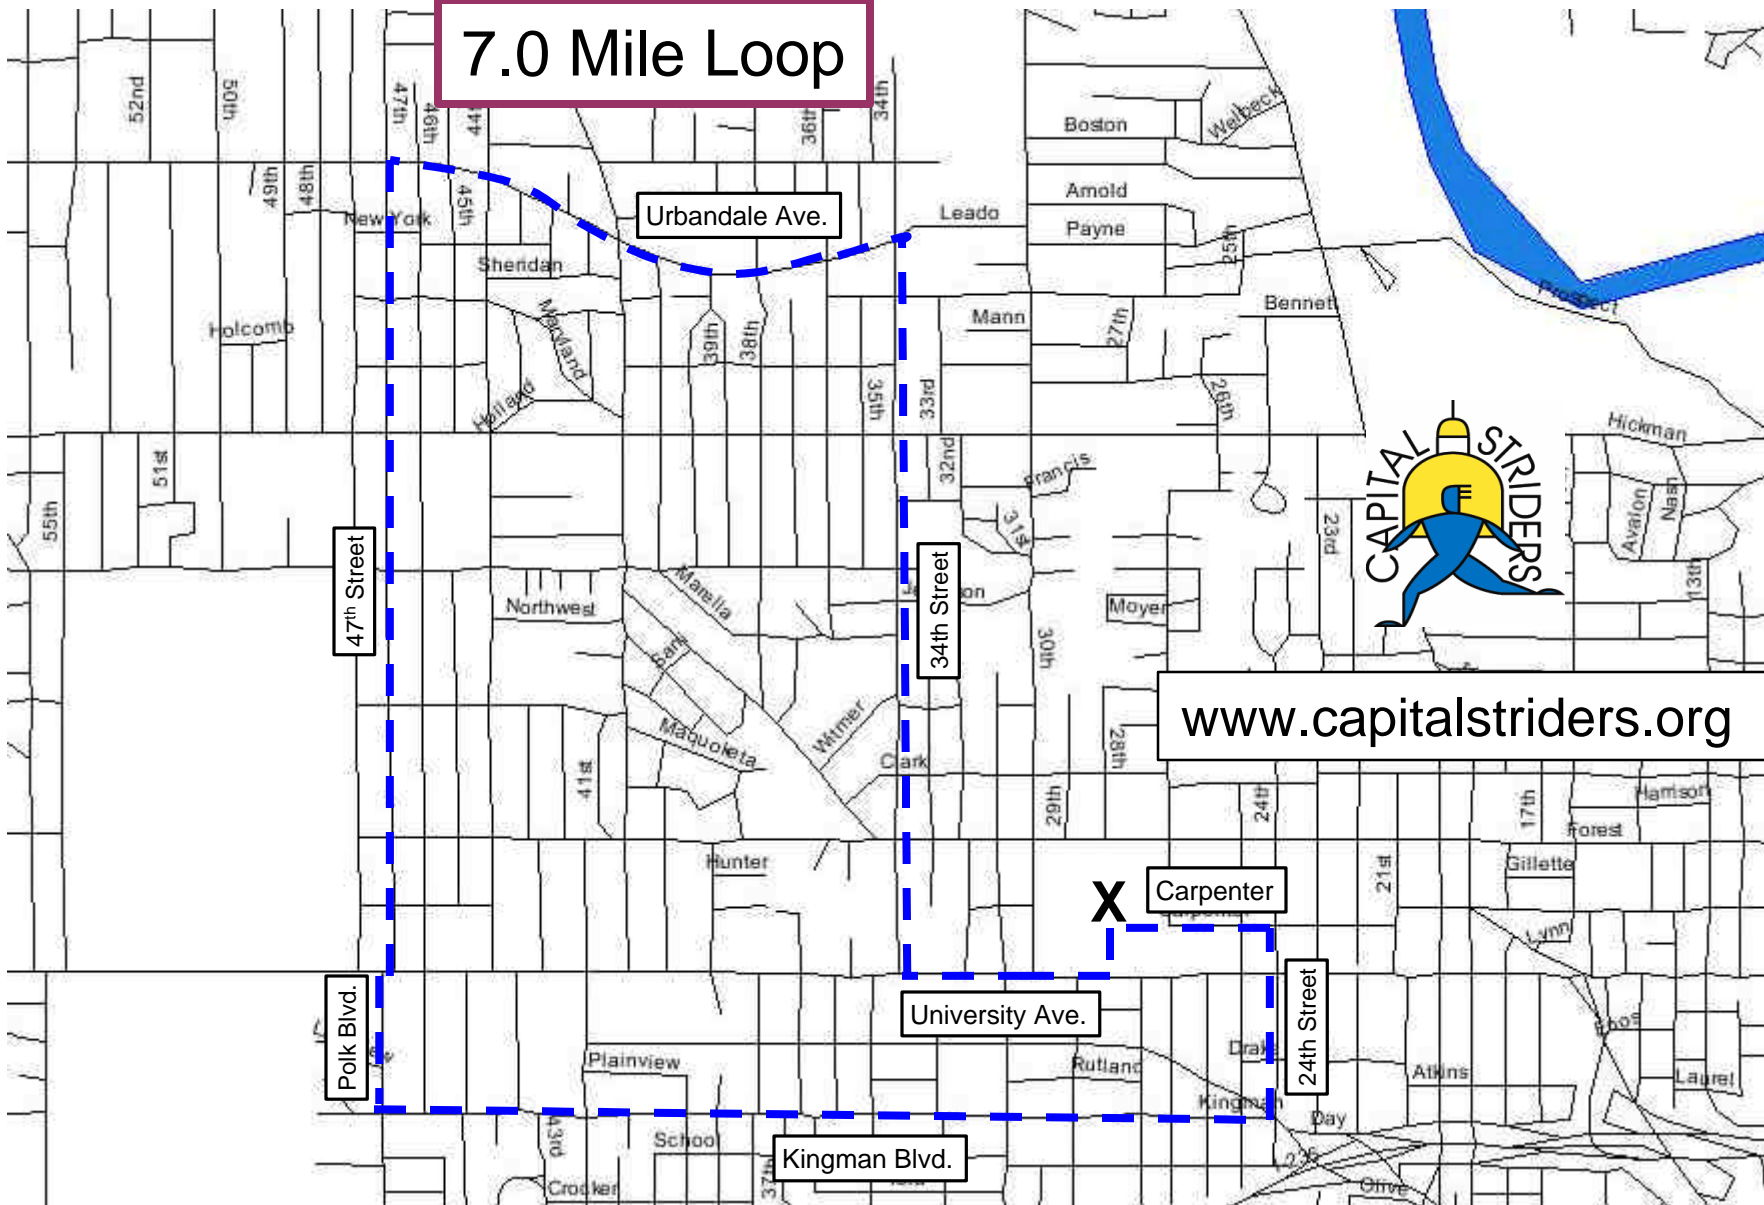 7.0 Mile Loop
52nd
50th
47th
46th
44th
36th
34th
Boston
Welbeck
49th
48th
45th
New York
Urbandale Ave.
Arnold
Leado
Payne
25th
Sheridan
Maryland
Holcomb
39th
38th
Mann
27th
Bennett
Prospect
Holland
35th
33rd
26th
Hickman
CAPITAL STRIDERS
51st
55th
32nd
Francis
31st
23rd
Avalon
Nash
13th
47th Street
Northwest
Marella
34th Street
Moyer
30th
Witmer
Maquoketa
www.capitalstriders.org
28th
Clark
41st
29th
24th
17th
Harrison
Forest
Hunter
X
Carpenter
21st
Gillette
Lynn
Polk Blvd.
University Ave.
24th Street
Enos
Plainview
Rutland
Drake
Atkins
Laurel
Kingman
Day
43rd
School
Kingman Blvd.
37th
I-235
Crocker
Olive